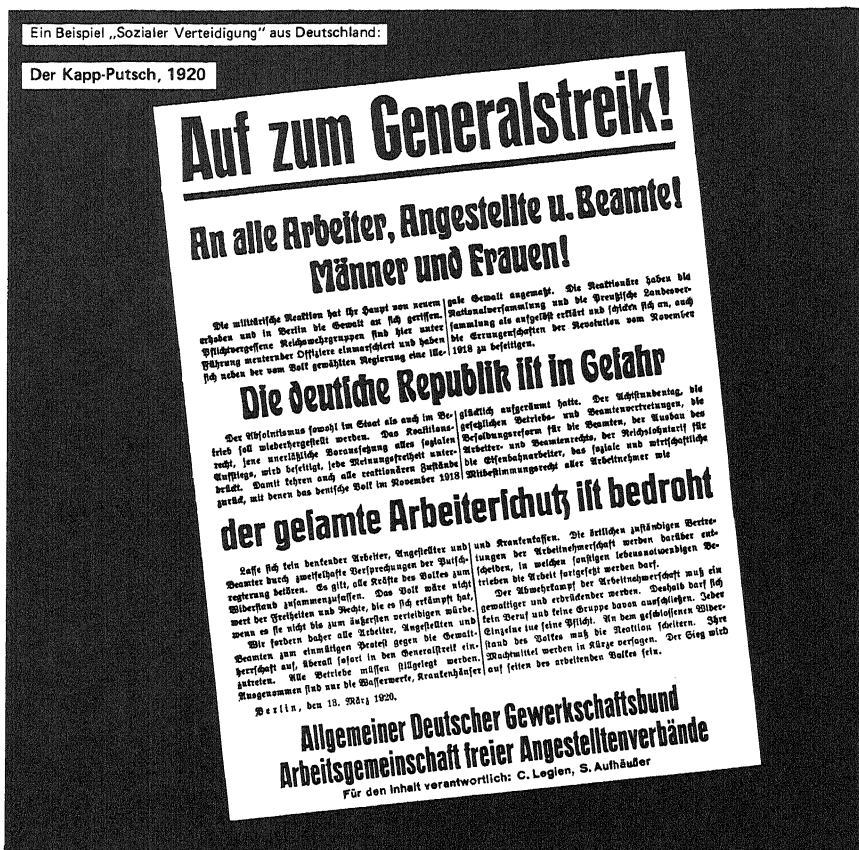 Ein Beispiel „Sozialer Verteidigung" aus Deutschland:
Der Kapp-Putsch, 1920
Auf zum Generalstreik!
An alle Arbeiter, Angestellte u. Beamte!
Männer und Frauen!
Die militärische Reaktion hat ihr Haupt von neuem
erhoben und in Berlin die Gewalt an sich gerissen.
Pflichtvergessene Reichswehrgruppen sind hier unter
Führung meuternder Offiziere einmarschiert und haben
sich neben der vom Volk gewählten Regierung eine ille-
gale Gewalt angemaßt. Die Reaktionäre haben die
Nationalversammlung und die Preußische Landesver-
sammlung als aufgelöst erklärt und schicken sich an, auch
die Errungenschaften der Revolution vom November
1918 zu beseitigen.
Die deutsche Republik ist in Gefahr
Der Absolutismus sowohl im Staat als auch im Be-
trieb soll wiederhergestellt werden. Das Koalitions-
recht, jene unerläßliche Voraussetzung alles sozialen
Aufstiegs, wird beseitigt, jede Meinungsfreiheit unter-
drückt. Damit kehren auch alle reaktionären Zustände
zurück, mit denen das deutsche Volk im November 1918
glücklich aufgeräumt hatte. Der Achtstundentag, die
gesetzlichen Betriebs- und Beamtenvertretungen, die
Besoldungsreform für die Beamten, der Ausbau des
Arbeiter- und Beamtenrechts, der Reichslohntarif für
die Eisenbahnarbeiter, das soziale und wirtschaftliche
Mitbestimmungsrecht aller Arbeitnehmer wie
der gesamte Arbeiterschutz ist bedroht
Lasse sich kein denkender Arbeiter, Angestellter und
Beamter durch zweifelhafte Versprechungen der Putsch-
regierung betören. Es gilt, alle Kräfte des Volkes zum
Widerstand zusammenzufassen. Das Volk wäre nicht
wert der Freiheiten und Rechte, die es sich erkämpft hat,
wenn es sie nicht bis zum äußersten verteidigen würde.
Wir fordern daher alle Arbeiter, Angestellten und
Beamten zum einmütigen Protest gegen die Gewalt-
herrschaft auf, überall sofort in den Generalstreik ein-
zutreten. Alle Betriebe müssen stillgelegt werden.
Ausgenommen sind nur die Wasserwerke, Krankenhäuser
und Krankenkassen. Die örtlichen zuständigen Vertre-
tungen der Arbeitnehmerschaft werden darüber ent-
scheiden, in welchen sonstigen lebensnotwendigen Be-
trieben die Arbeit fortgesetzt werden darf.
Der Abwehrkampf der Arbeitnehmerschaft muß ein
gewaltiger und erdrückender werden. Deshalb darf sich
kein Beruf und keine Gruppe davon ausschließen. Jeder
Einzelne tue seine Pflicht. An dem geschlossenen Wider-
stand des Volkes muß die Reaktion scheitern. Ihre
Machtmittel werden in Kürze versagen. Der Sieg wird
auf seiten des arbeitenden Volkes sein.
Berlin, den 13. März 1920.
Allgemeiner Deutscher Gewerkschaftsbund
Arbeitsgemeinschaft freier Angestelltenverbände
Für den Inhalt verantwortlich: C. Legien, S. Aufhäußer